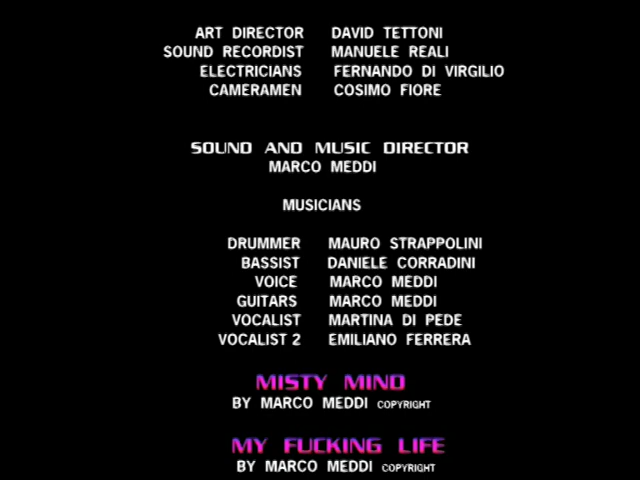 ART DIRECTOR DAVID TETTONI
SOUND RECORDIST MANUELE REALI
ELECTRICIANS FERNANDO DI VIRGILIO
CAMERAMEN COSIMO FIORE
SOUND AND MUSIC DIRECTOR
MARCO MEDDI
MUSICIANS
DRUMMER MAURO STRAPPOLINI
BASSIST DANIELE CORRADINI
VOICE MARCO MEDDI
GUITARS MARCO MEDDI
VOCALIST MARTINA DI PEDE
VOCALIST 2 EMILIANO FERRERA
MISTY MIND
BY MARCO MEDDI COPYRIGHT
MY FUCKING LIFE
BY MARCO MEDDI COPYRIGHT